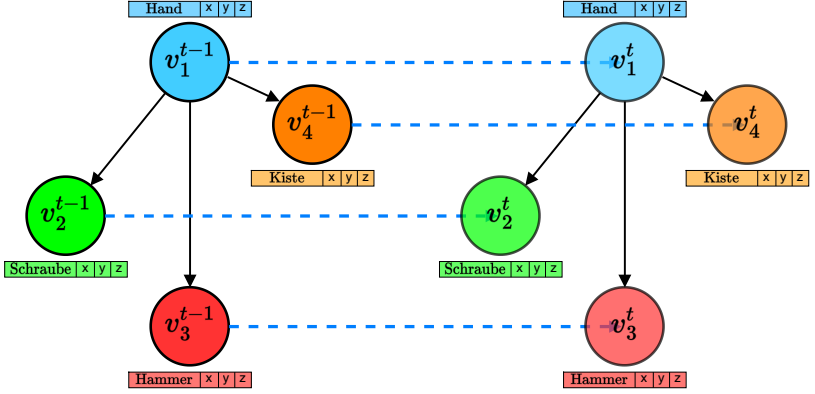 Hand x y z
Hand x y z
v_1^{t-1}
v_1^t
v_4^{t-1}
v_4^t
Kiste x y z
Kiste x y z
v_2^{t-1}
v_2^t
Schraube x y z
Schraube x y z
v_3^{t-1}
v_3^t
Hammer x y z
Hammer x y z